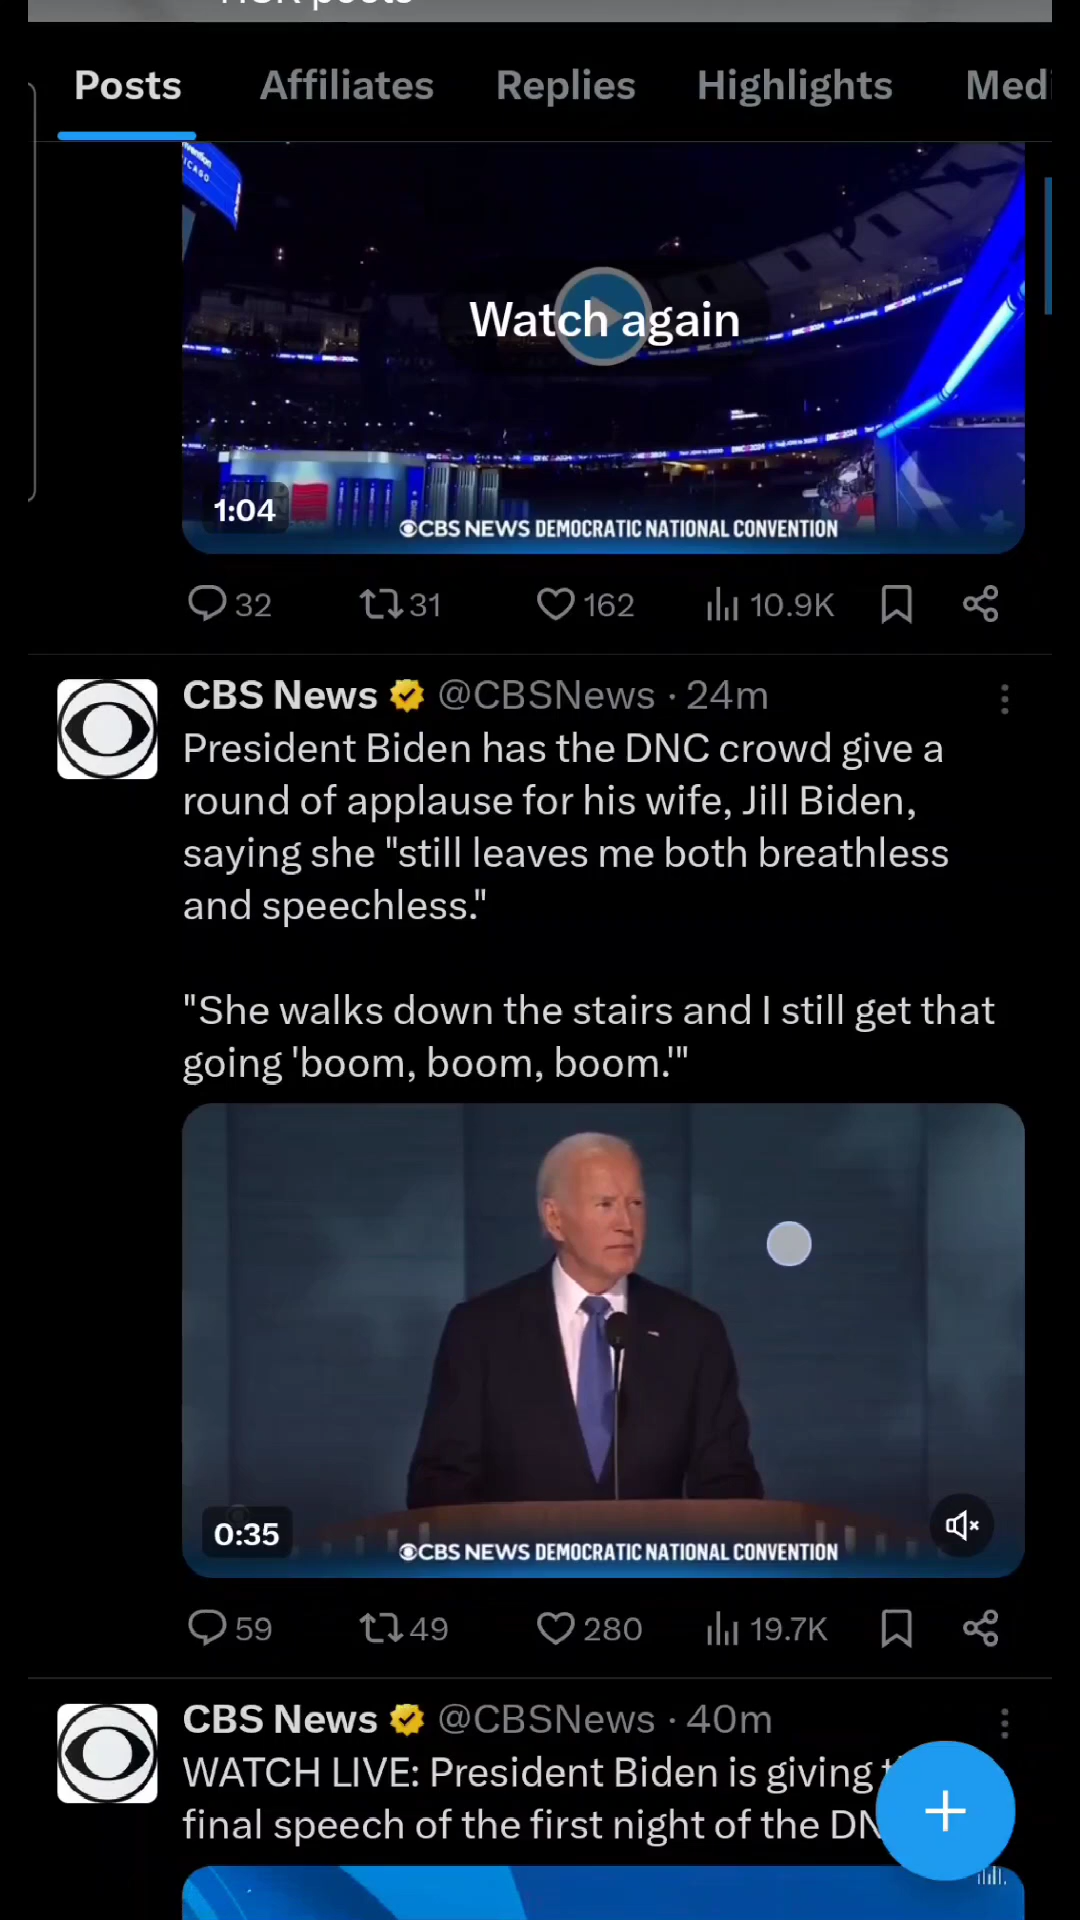 Posts Affiliates Replies Highlights Medi
Watch again
1:04
CBS NEWS DEMOCRATIC NATIONAL CONVENTION
32 31 162 10.9K
CBS News @CBSNews · 24m
President Biden has the DNC crowd give a
round of applause for his wife, Jill Biden,
saying she "still leaves me both breathless
and speechless."
"She walks down the stairs and I still get that
going 'boom, boom, boom.'"
0:35
CBS NEWS DEMOCRATIC NATIONAL CONVENTION
59 49 280 19.7K
CBS News @CBSNews · 40m
WATCH LIVE: President Biden is giving
final speech of the first night of the DN